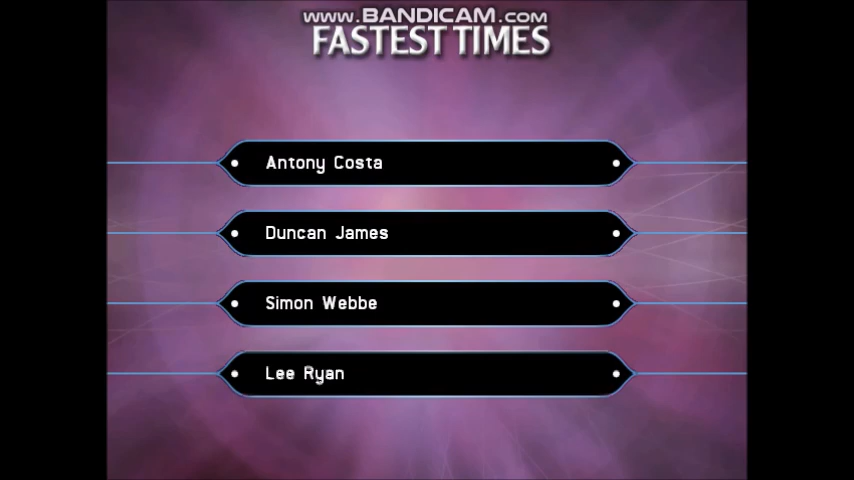 www.BANDICAM.com
FASTEST TIMES
Antony Costa
Duncan James
Simon Webbe
Lee Ryan